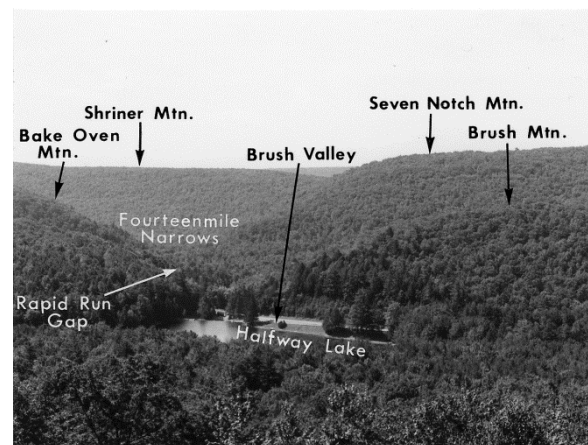 Shriner Mtn.
Seven Notch Mtn.
Bake Oven
Mtn.
Brush Mtn.
Brush Valley
Fourteenmile
Narrows
Rapid Run
Gap
Halfway Lake